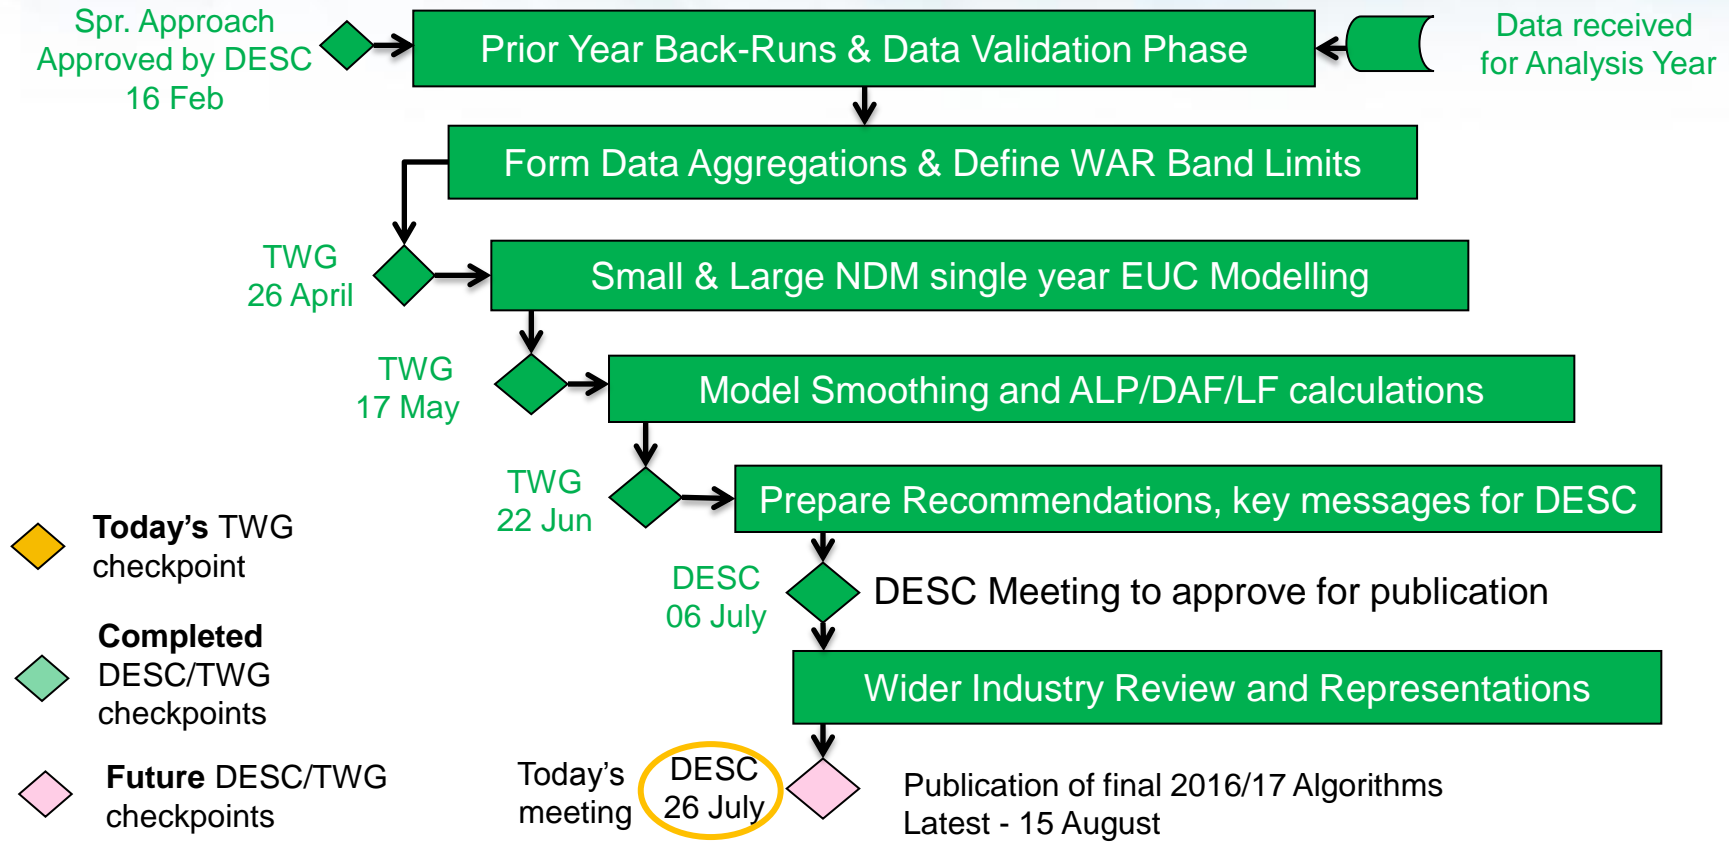 Spr. Approach
Approved by DESC
16 Feb
Prior Year Back-Runs & Data Validation Phase
Data received
for Analysis Year
Form Data Aggregations & Define WAR Band Limits
TWG
26 April
Small & Large NDM single year EUC Modelling
TWG
17 May
Model Smoothing and ALP/DAF/LF calculations
TWG
22 Jun
Prepare Recommendations, key messages for DESC
Today's TWG
checkpoint
DESC
06 July
DESC Meeting to approve for publication
Completed
DESC/TWG
checkpoints
Wider Industry Review and Representations
Future DESC/TWG
checkpoints
Today's
meeting
DESC
26 July
Publication of final 2016/17 Algorithms
Latest - 15 August